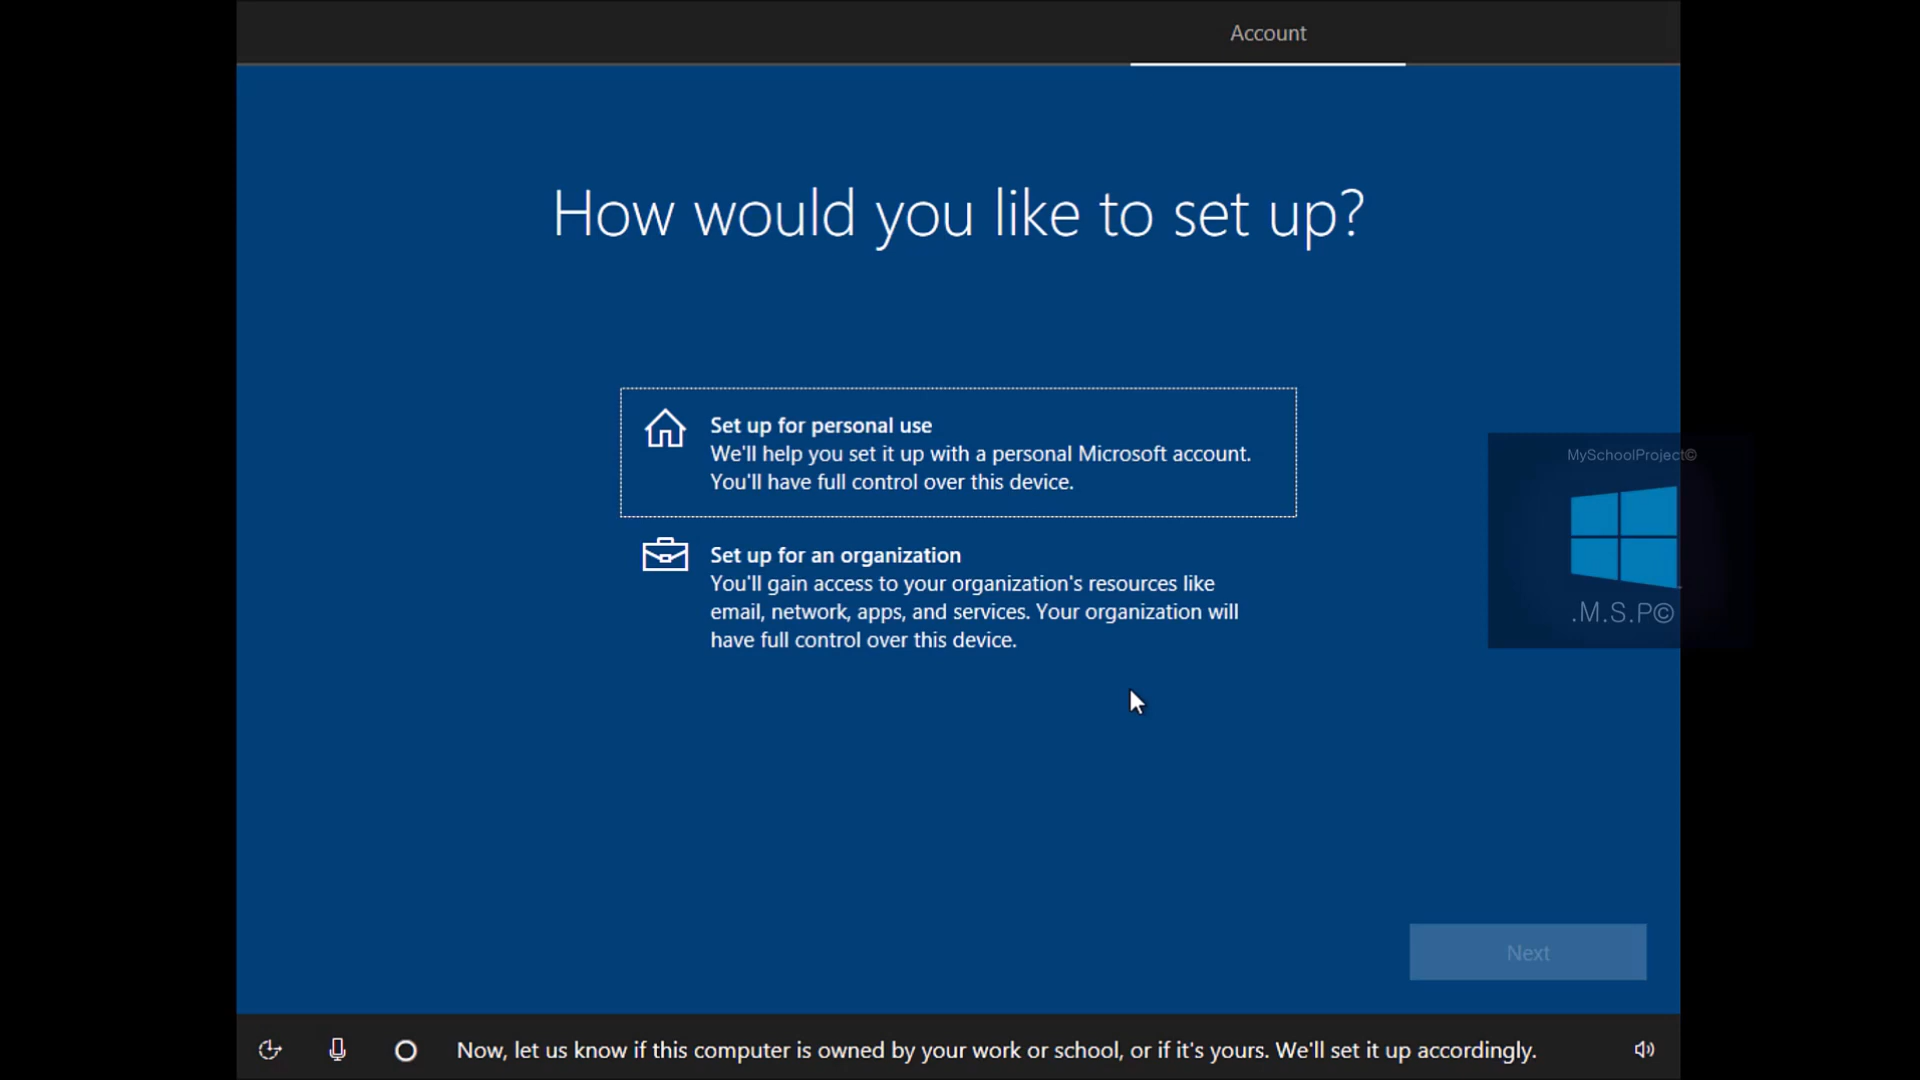 Account
How would you like to set up?
Set up for personal use
We'll help you set it up with a personal Microsoft account.
You'll have full control over this device.
Set up for an organization
You'll gain access to your organization's resources like
email, network, apps, and services. Your organization will
have full control over this device.
MySchoolProject©
.M.S.P©
Next
Now, let us know if this computer is owned by your work or school, or if it's yours. We'll set it up accordingly.